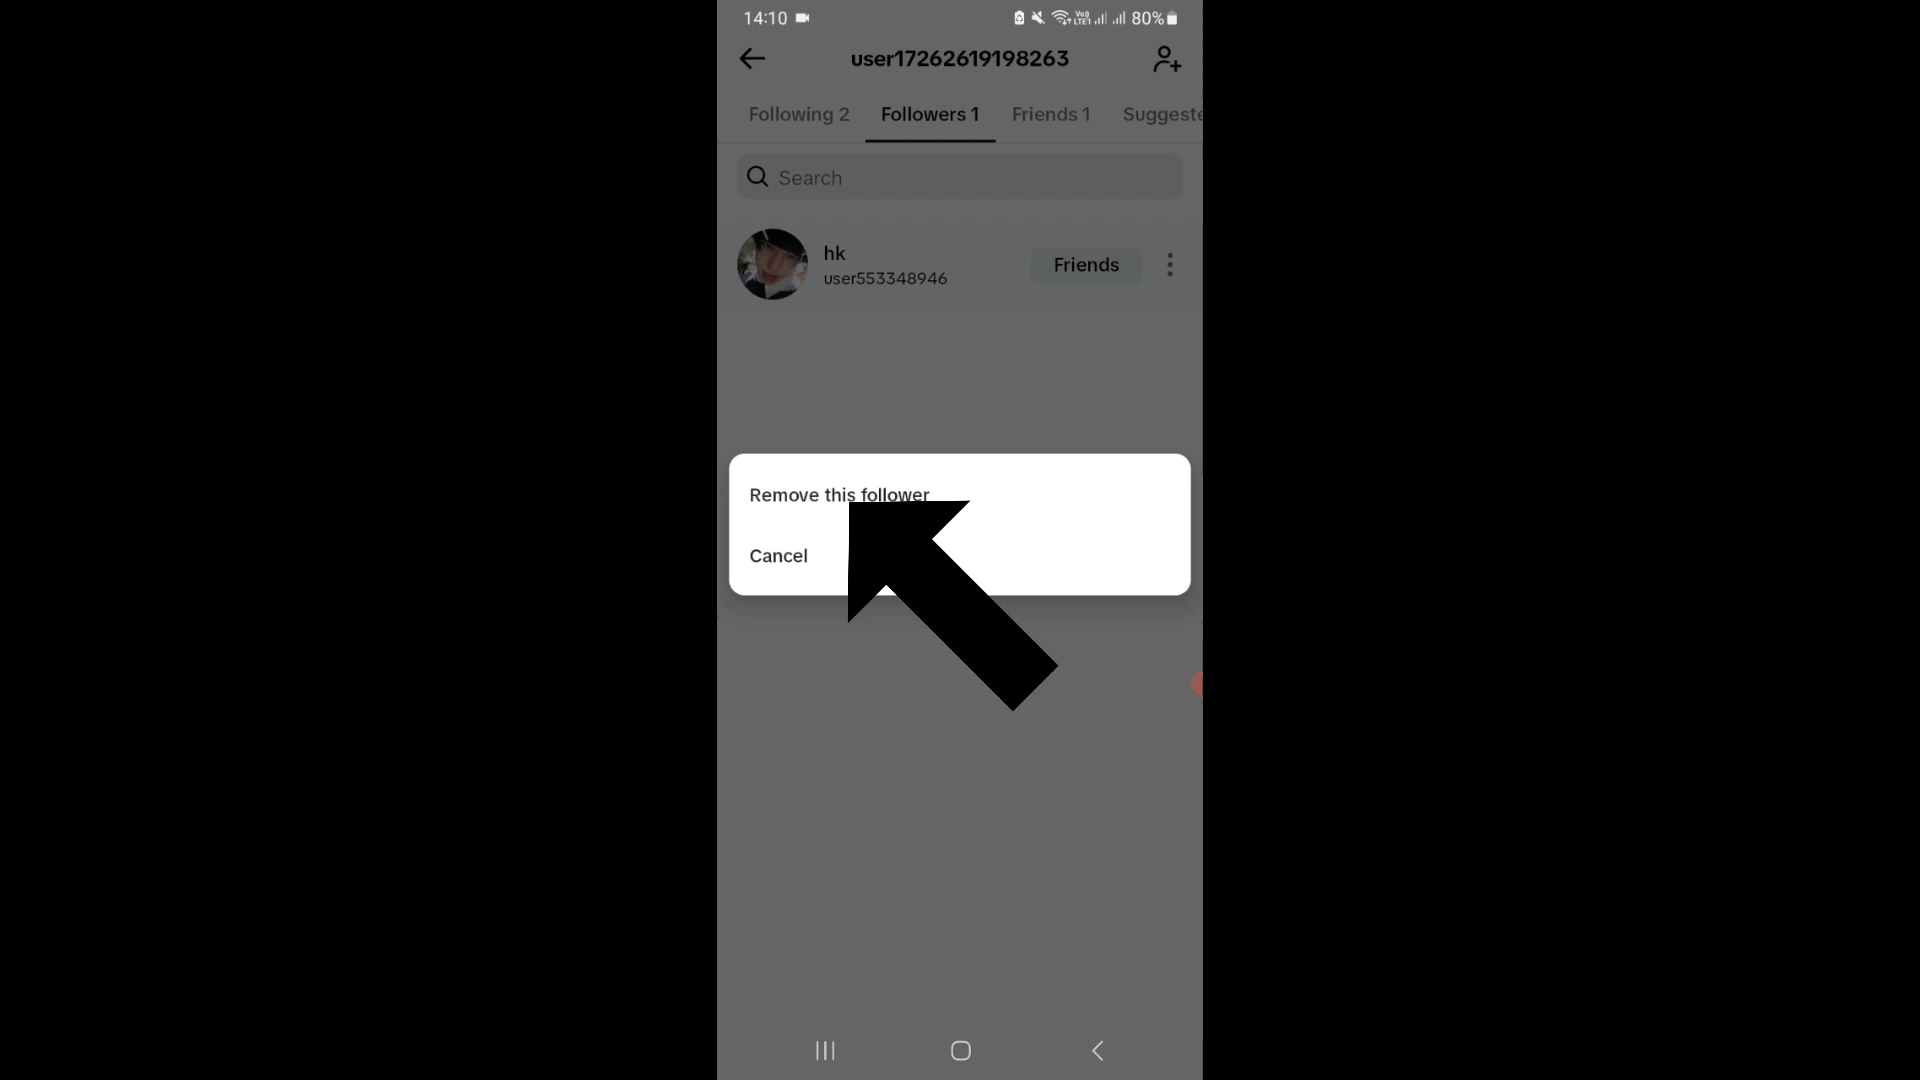 14:10 80%
user17262619198263
Following 2 Followers 1 Friends 1 Suggeste
Search
hk
user553348946
Friends
Remove this follower
Cancel